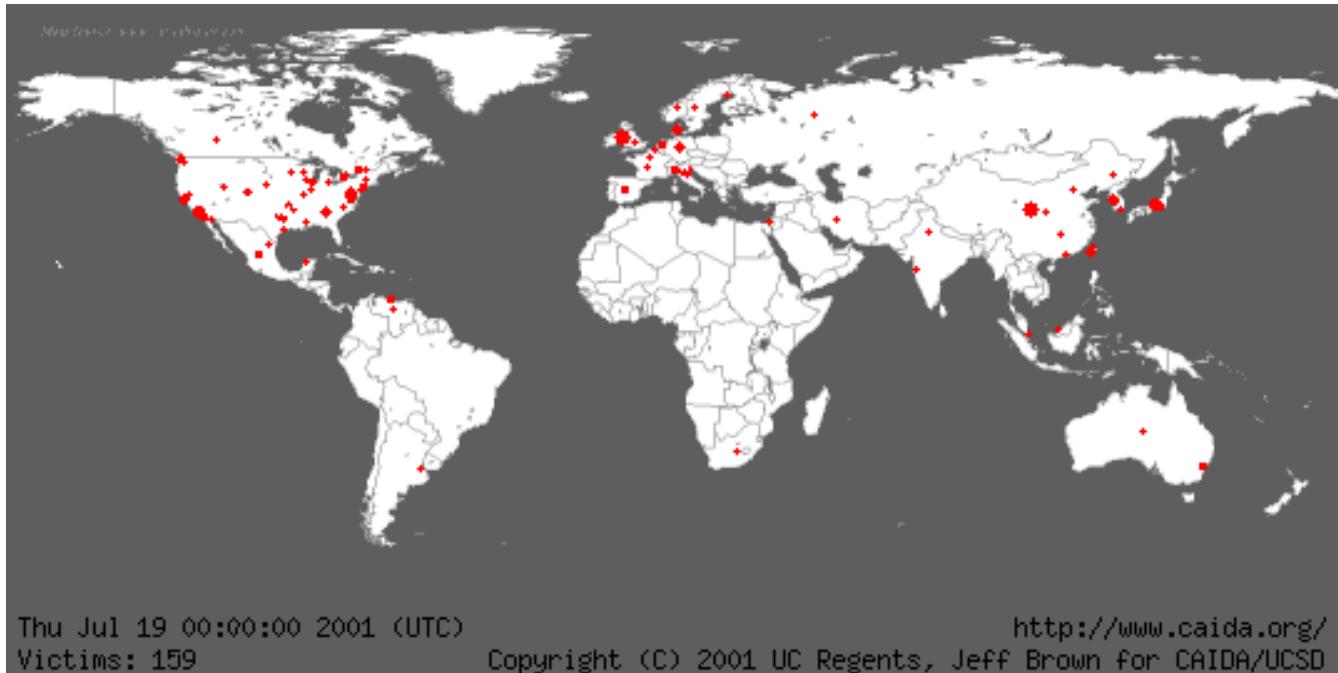 Thu Jul 19 00:00:00 2001 (UTC)
http://www.caida.org/
Victims: 159
Copyright (C) 2001 UC Regents, Jeff Brown for CAIDA/UCSD